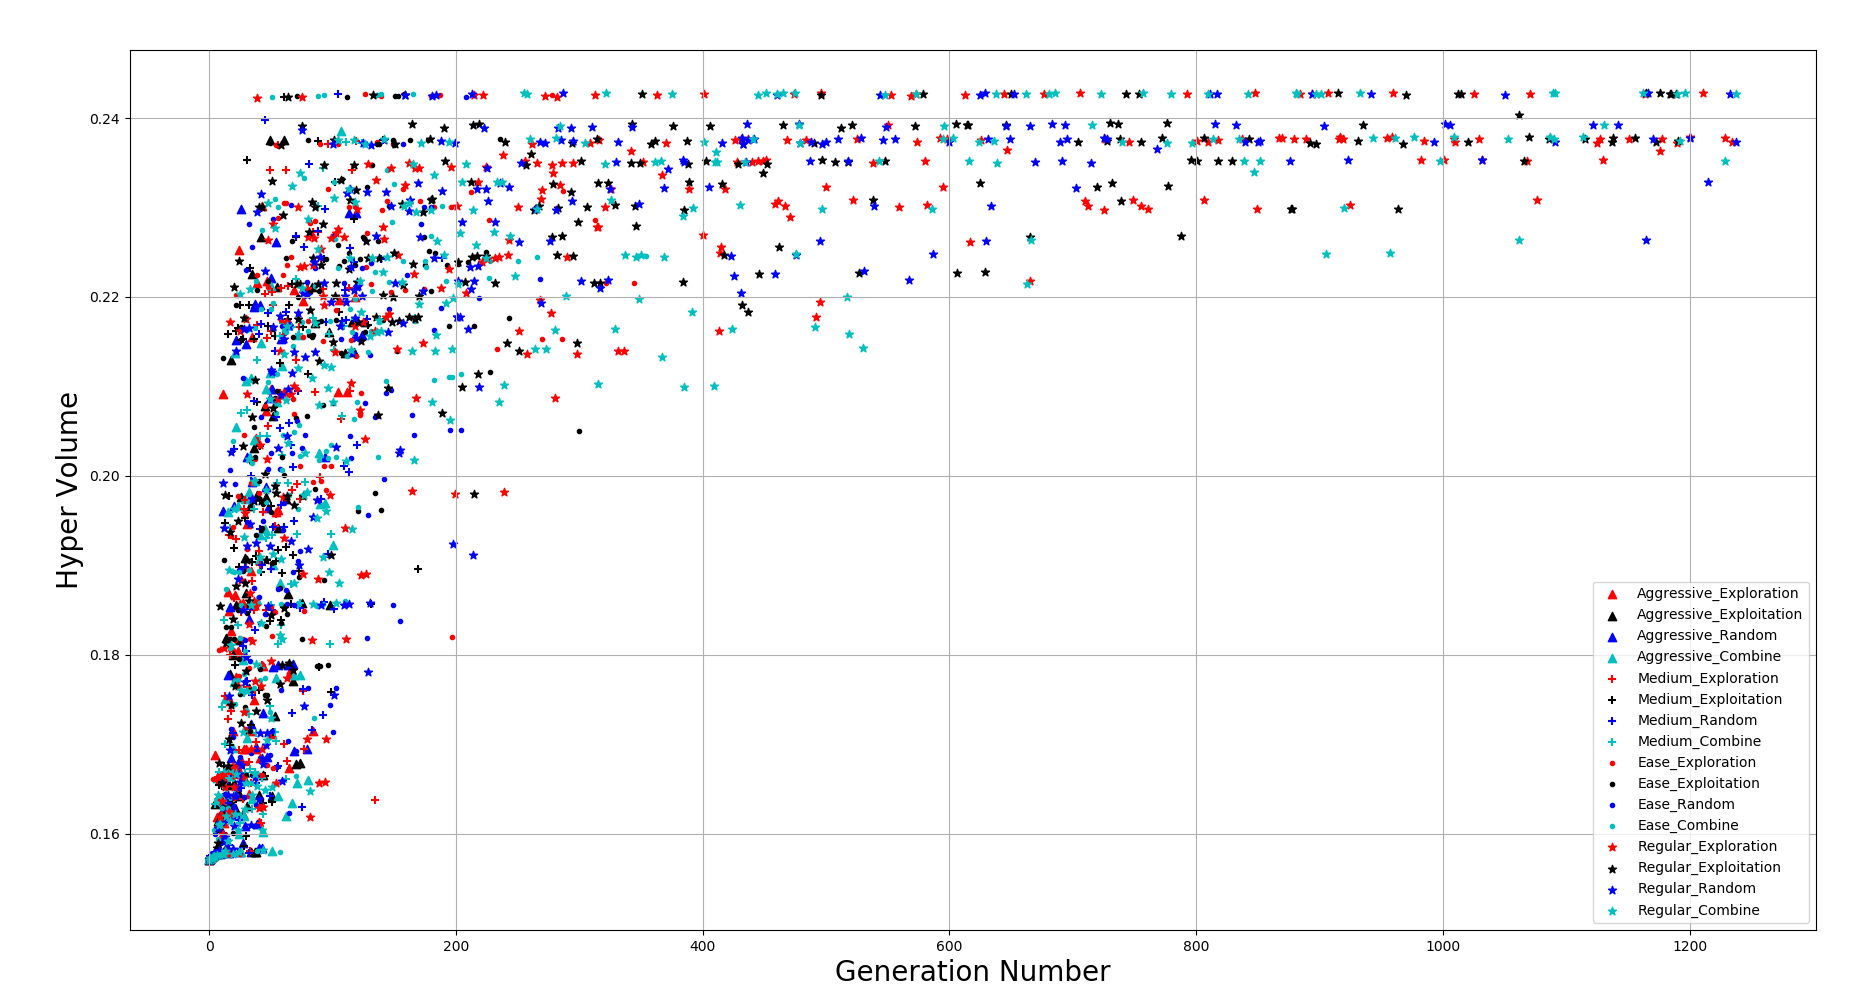 0.24
0.22
0.20
0.18
0.16
Hyper Volume
0
200
400
600
800
1000
1200
Generation Number
Aggressive_Exploration
Aggressive_Exploitation
Aggressive_Random
Aggressive_Combine
Medium_Exploration
Medium_Exploitation
Medium_Random
Medium_Combine
Ease_Exploration
Ease_Exploitation
Ease_Random
Ease_Combine
Regular_Exploration
Regular_Exploitation
Regular_Random
Regular_Combine